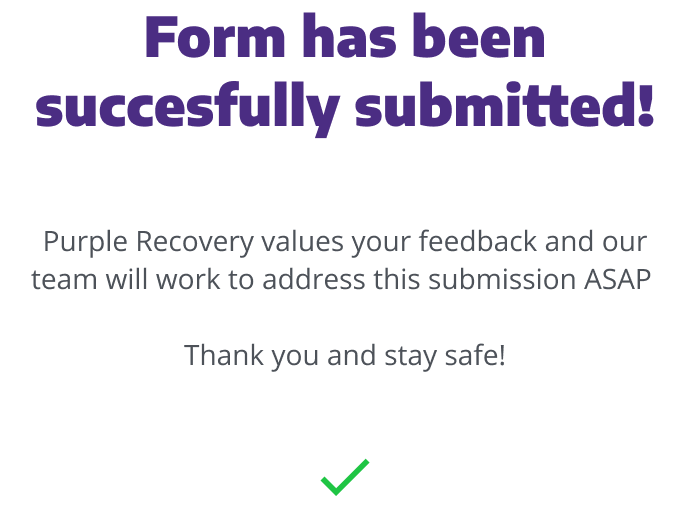 Form has been
succesfully submitted!
Purple Recovery values your feedback and our
team will work to address this submission ASAP
Thank you and stay safe!